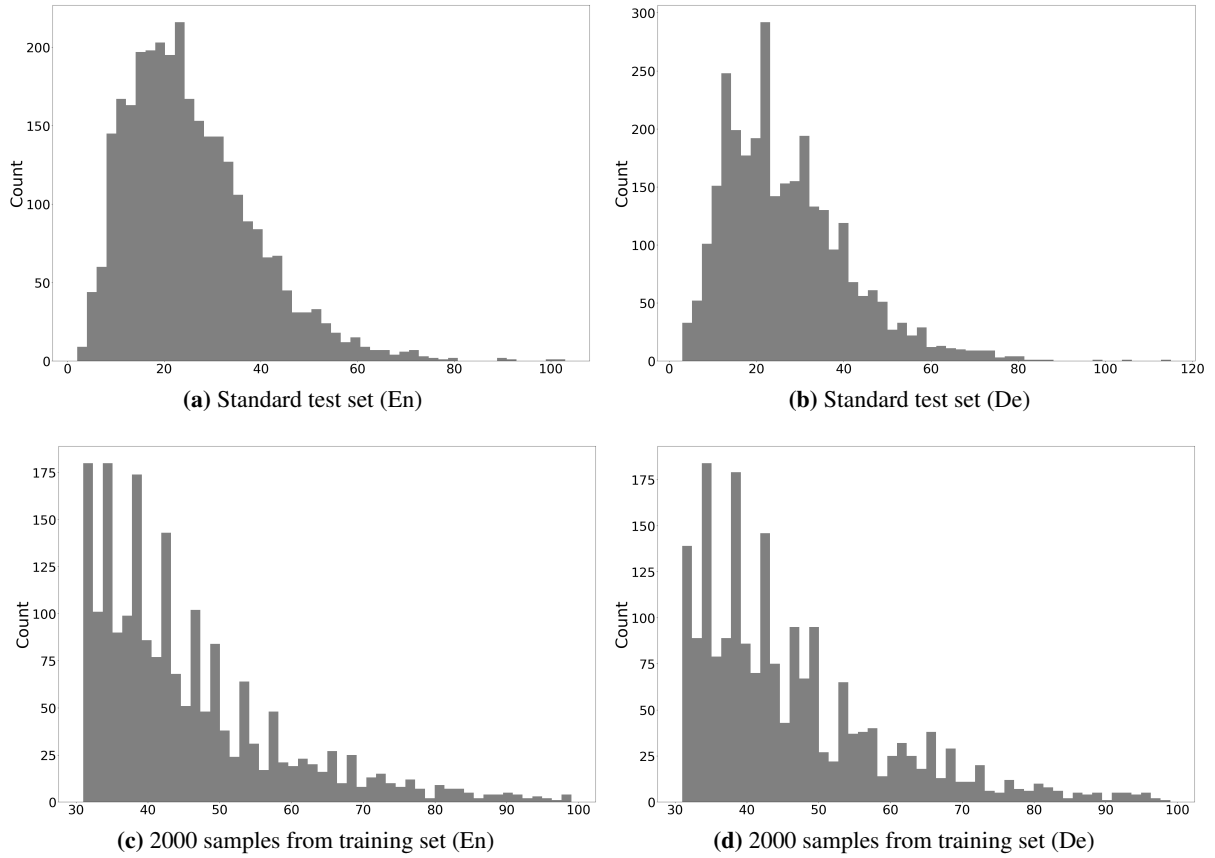 200
150
100
50
0
Count
0 20 40 60 80 100
(a) Standard test set (En)
300
250
200
150
100
50
0
Count
0 20 40 60 80 100 120
(b) Standard test set (De)
175
150
125
100
75
50
25
0
Count
30 40 50 60 70 80 90 100
(c) 2000 samples from training set (En)
175
150
125
100
75
50
25
0
Count
30 40 50 60 70 80 90 100
(d) 2000 samples from training set (De)